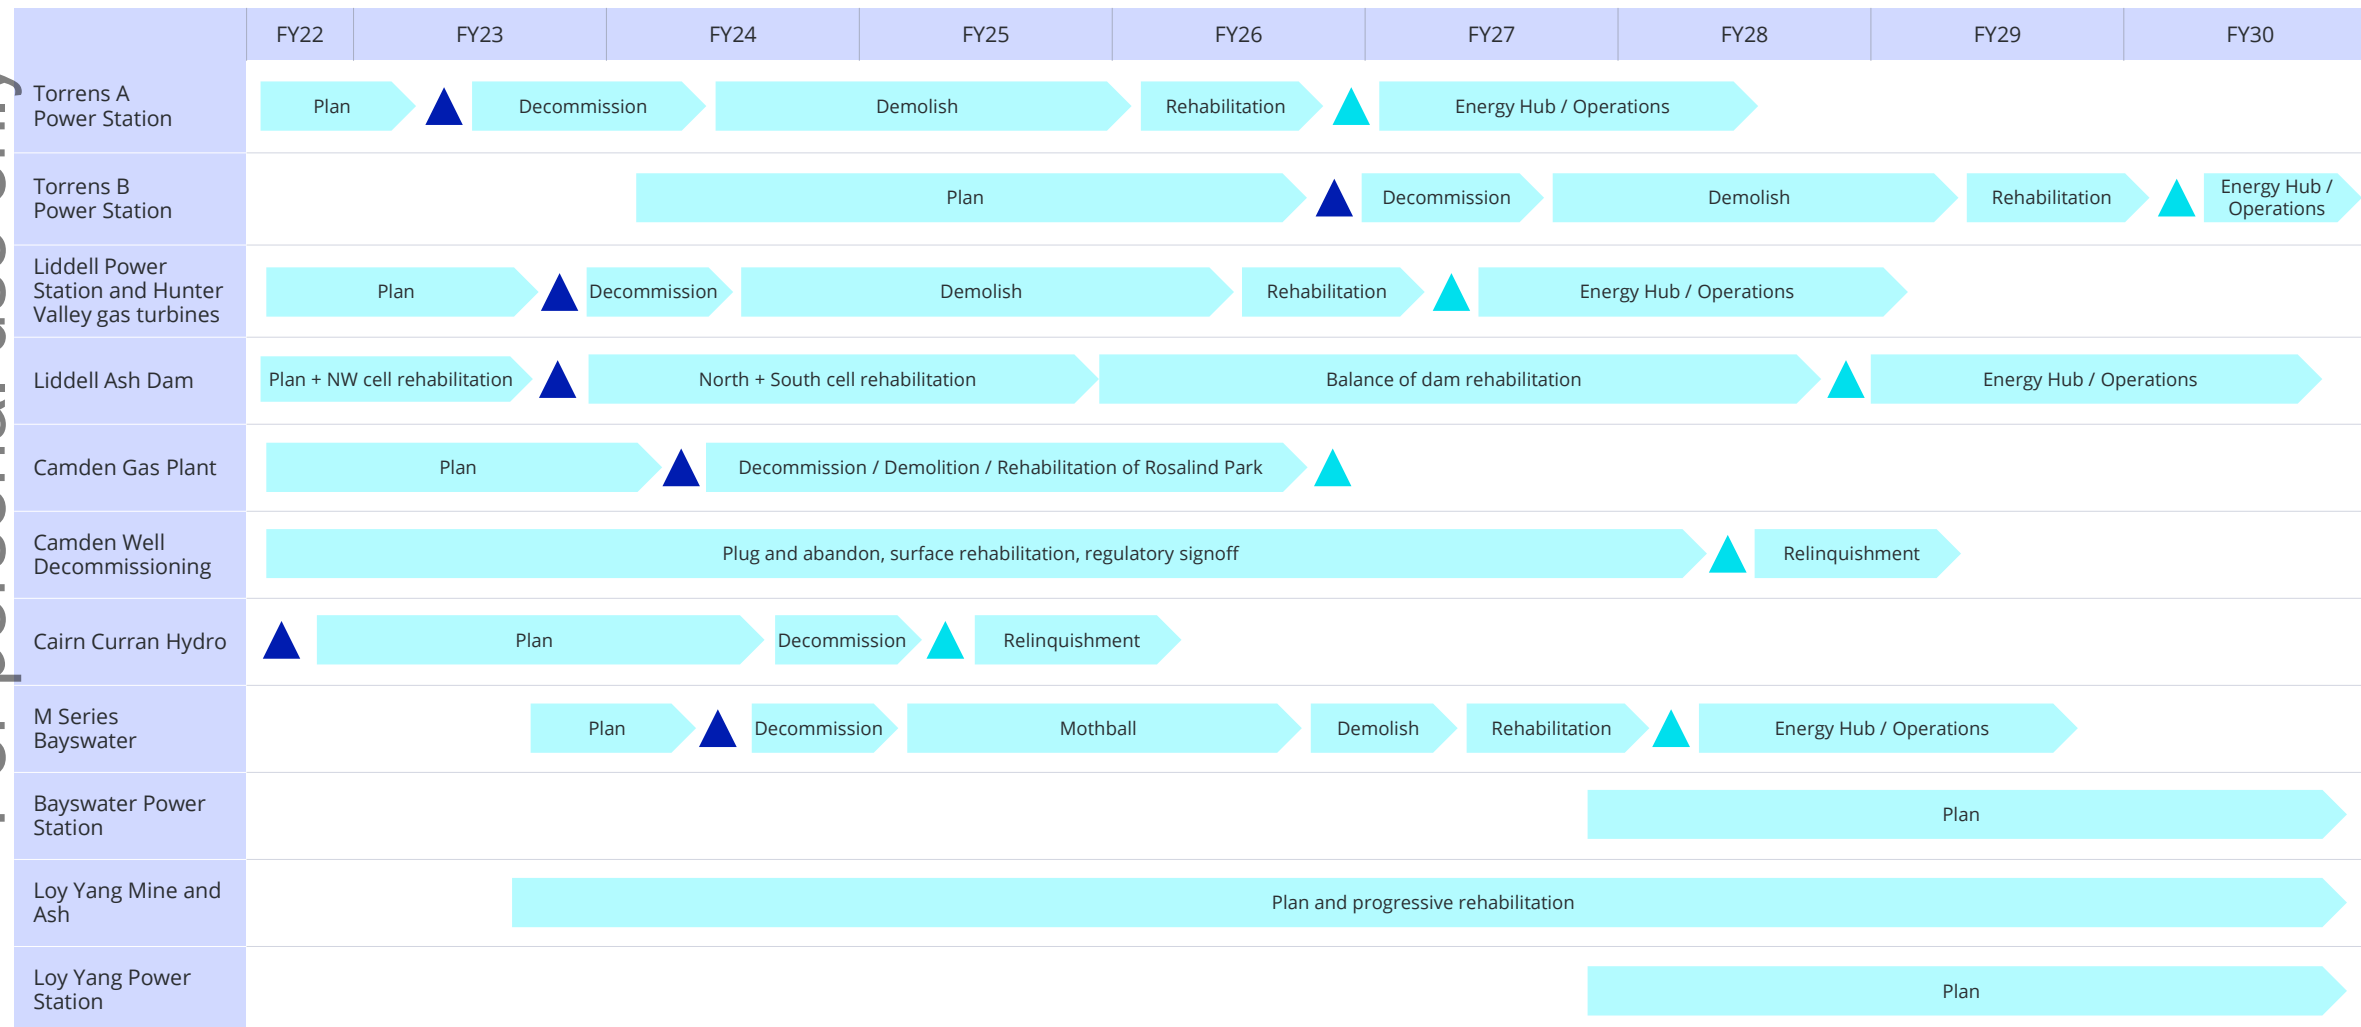 FY22 FY23 FY24 FY25 FY26 FY27 FY28 FY29 FY30
Torrens A
Power Station
Plan Decommission Demolish Rehabilitation Energy Hub / Operations
Torrens B
Power Station
Plan Decommission Demolish Rehabilitation Energy Hub /
Operations
Liddell Power
Station and Hunter
Valley gas turbines
Plan Decommission Demolish Rehabilitation Energy Hub / Operations
Liddell Ash Dam
Plan + NW cell rehabilitation North + South cell rehabilitation Balance of dam rehabilitation Energy Hub / Operations
Camden Gas Plant
Plan Decommission / Demolition / Rehabilitation of Rosalind Park
Camden Well
Decommissioning
Plug and abandon, surface rehabilitation, regulatory signoff Relinquishment
Cairn Curran Hydro
Plan Decommission Relinquishment
M Series
Bayswater
Plan Decommission Mothball Demolish Rehabilitation Energy Hub / Operations
Bayswater Power
Station
Plan
Loy Yang Mine and
Ash
Plan and progressive rehabilitation
Loy Yang Power
Station
Plan